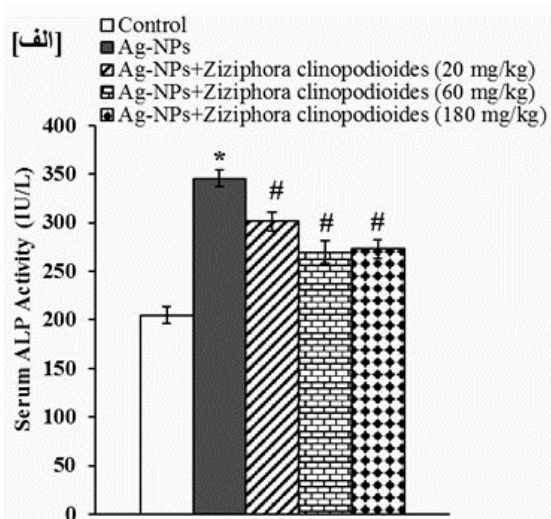 [الف]
Control
Ag-NPs
Ag-NPs+Ziziphora clinopodioides (20 mg/kg)
Ag-NPs+Ziziphora clinopodioides (60 mg/kg)
Ag-NPs+Ziziphora clinopodioides (180 mg/kg)
Serum ALP Activity (IU/L)
400
350
300
250
200
150
100
50
0
*
#
#
#